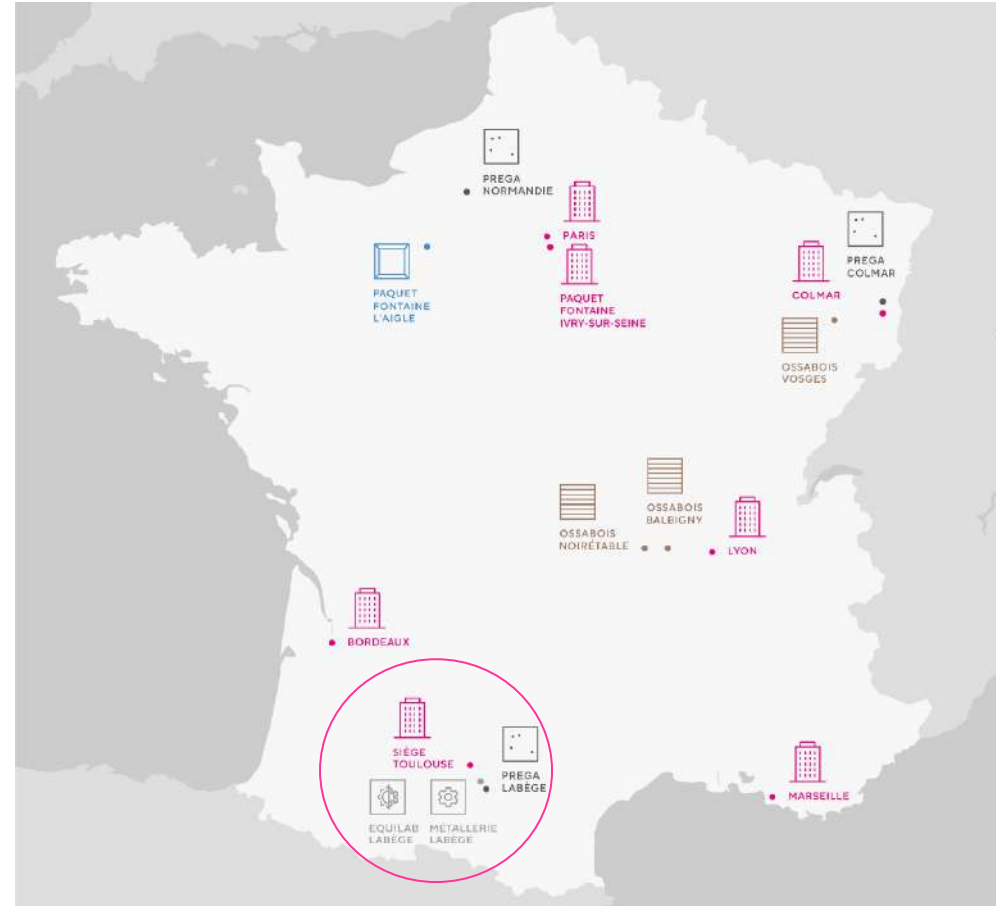 PREGA
NORMANDIE
PARIS
PAQUET
FONTAINE
IVRY-SUR-SEINE
PAQUET
FONTAINE
L'AIGLE
PREGA
COLMAR
COLMAR
OSSABOIS
VOSGES
OSSABOIS
BALBIGNY
OSSABOIS
NOIRÉTABLE
LYON
BORDEAUX
SIÈGE
TOULOUSE
PREGA
LABÈGE
EQUILAB
LABÈGE
MÉTALLERIE
LABÈGE
MARSEILLE